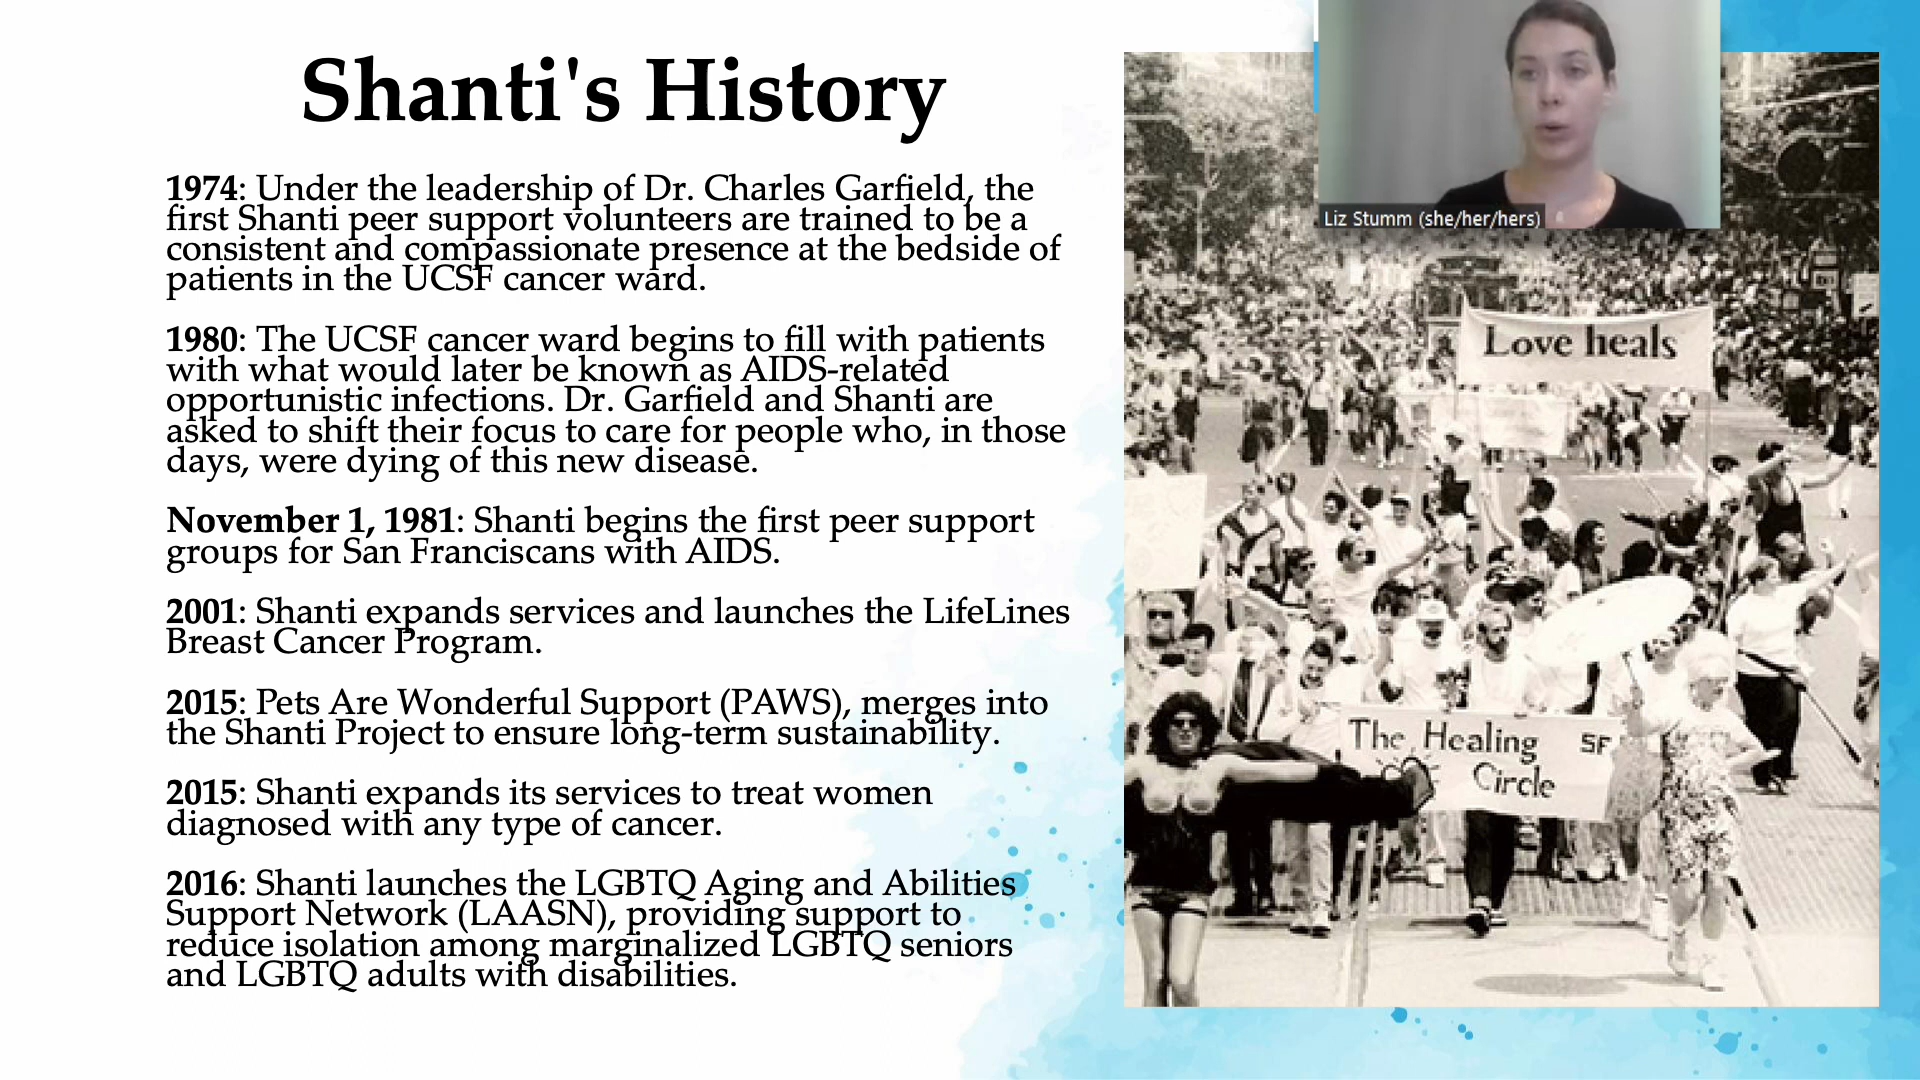 Shanti's History
1974: Under the leadership of Dr. Charles Garfield, the
first Shanti peer support volunteers are trained to be a
consistent and compassionate presence at the bedside of
patients in the UCSF cancer ward.
1980: The UCSF cancer ward begins to fill with patients
with what would later be known as AIDS-related
opportunistic infections. Dr. Garfield and Shanti are
asked to shift their focus to care for people who, in those
days, were dying of this new disease.
November 1, 1981: Shanti begins the first peer support
groups for San Franciscans with AIDS.
2001: Shanti expands services and launches the LifeLines
Breast Cancer Program.
2015: Pets Are Wonderful Support (PAWS), merges into
the Shanti Project to ensure long-term sustainability.
2015: Shanti expands its services to treat women
diagnosed with any type of cancer.
2016: Shanti launches the LGBTQ Aging and Abilities
Support Network (LAASN), providing support to
reduce isolation among marginalized LGBTQ seniors
and LGBTQ adults with disabilities.
Liz Stumm (she/her/hers)
Love heals
The Healing SF
Circle